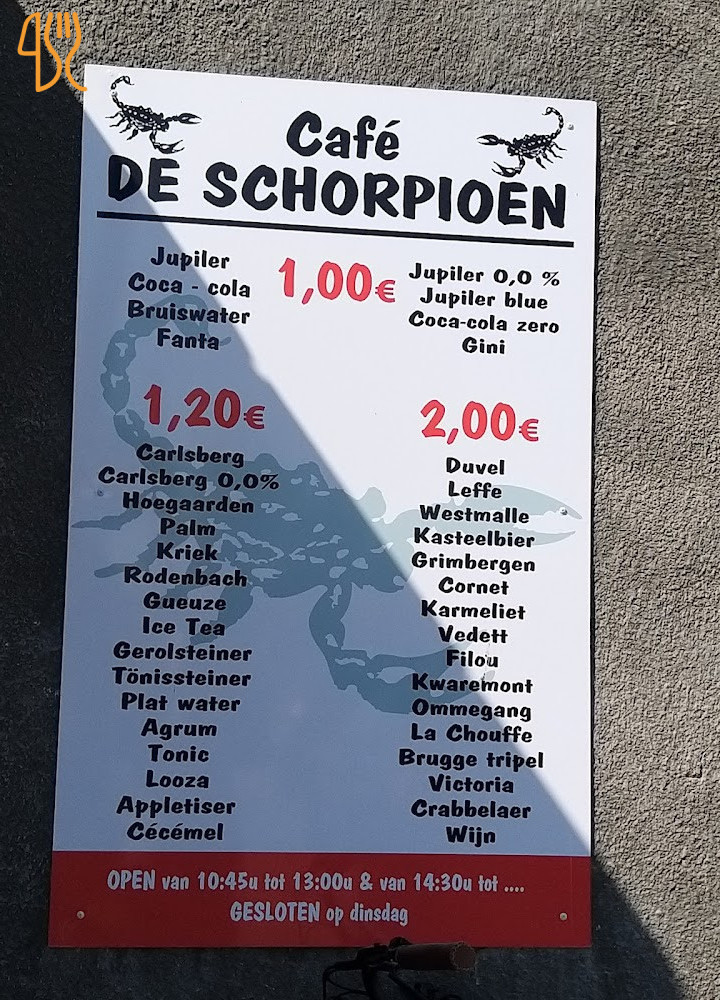 Café
DE SCHORPIOEN
Jupiler
Coca - cola
Bruiswater
Fanta
1,00€
Jupiler 0,0 %
Jupiler blue
Coca-cola zero
Gini
1,20€
Carlsberg
Carlsberg 0,0%
Hoegaarden
Palm
Kriek
Rodenbach
Gueuze
Ice Tea
Gerolsteiner
Tönissteiner
Plat water
Agrum
Tonic
Looza
Appletiser
Cécémel
2,00€
Duvel
Leffe
Westmalle
Kasteelbier
Grimbergen
Cornet
Karmeliet
Vedett
Filou
Kwaremont
Ommegang
La Chouffe
Brugge tripel
Victoria
Crabbelaer
Wijn
OPEN van 10:45u tot 13:00u & van 14:30u tot ....
GESLOTEN op dinsdag